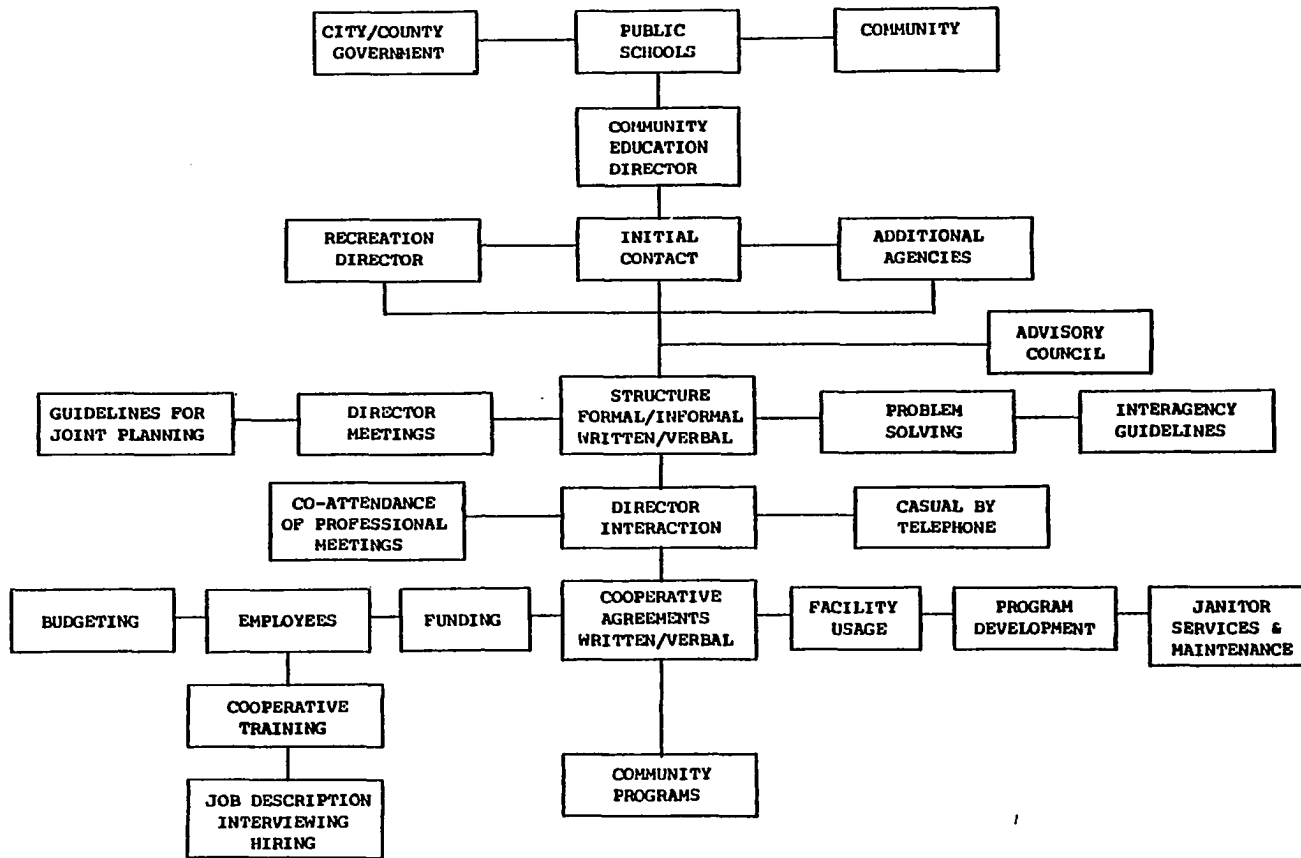 CITY/COUNTY
GOVERNMENT
PUBLIC
SCHOOLS
COMMUNITY
COMMUNITY
EDUCATION
DIRECTOR
RECREATION
DIRECTOR
INITIAL
CONTACT
ADDITIONAL
AGENCIES
ADVISORY
COUNCIL
GUIDELINES FOR
JOINT PLANNING
DIRECTOR
MEETINGS
STRUCTURE
FORMAL/INFORMAL
WRITTEN/VERBAL
PROBLEM
SOLVING
INTERAGENCY
GUIDELINES
CO-ATTENDANCE
OF PROFESSIONAL
MEETINGS
DIRECTOR
INTERACTION
CASUAL BY
TELEPHONE
BUDGETING
EMPLOYEES
FUNDING
COOPERATIVE
AGREEMENTS
WRITTEN/VERBAL
FACILITY
USAGE
PROGRAM
DEVELOPMENT
JANITOR
SERVICES &
MAINTENANCE
COOPERATIVE
TRAINING
JOB DESCRIPTION
INTERVIEWING
HIRING
COMMUNITY
PROGRAMS